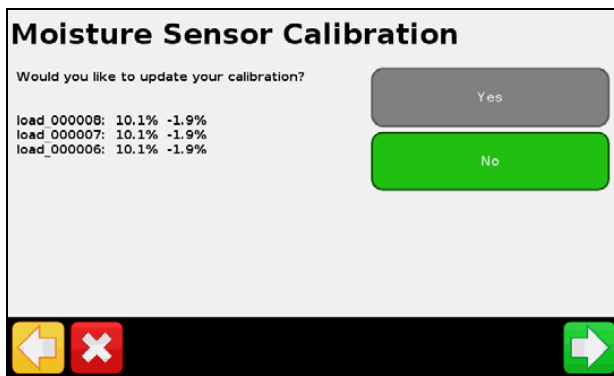 Moisture Sensor Calibration
Would you like to update your calibration?
Yes
load_000008: 10.1% -1.9%
load_000007: 10.1% -1.9%
load_000006: 10.1% -1.9%
No